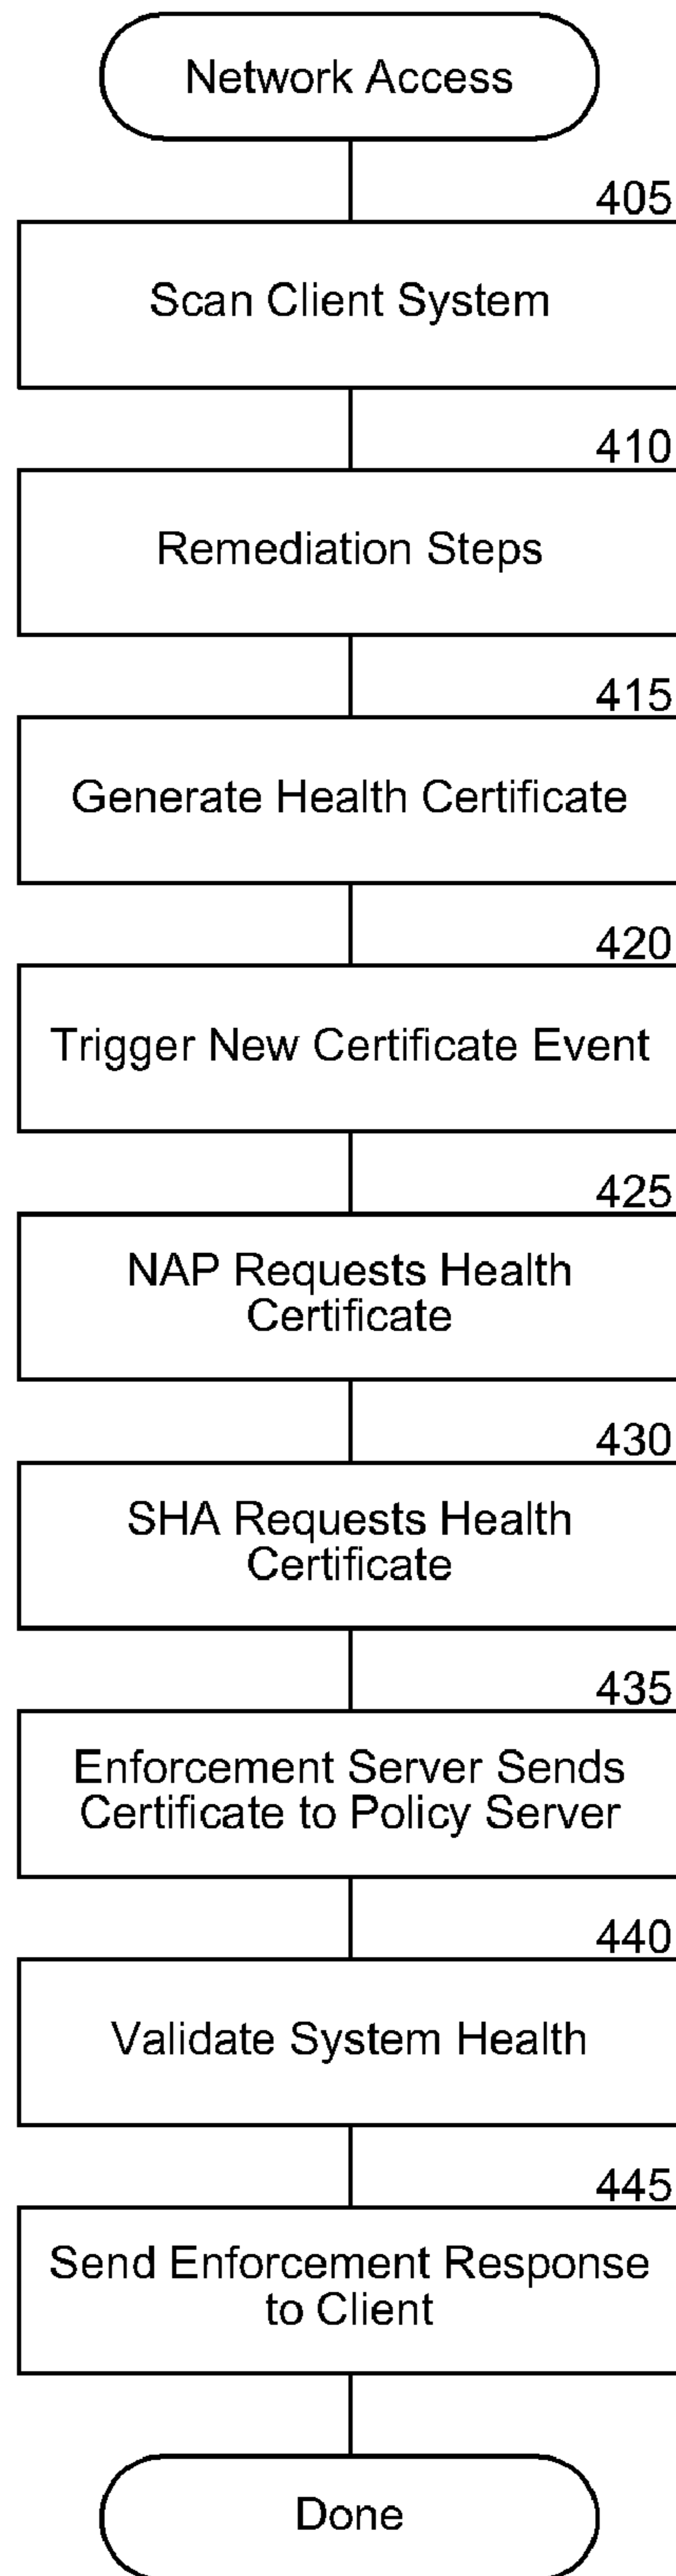 Network Access
405
Scan Client System
410
Remediation Steps
415
Generate Health Certificate
420
Trigger New Certificate Event
425
NAP Requests Health
Certificate
430
SHA Requests Health
Certificate
435
Enforcement Server Sends
Certificate to Policy Server
440
Validate System Health
445
Send Enforcement Response
to Client
Done